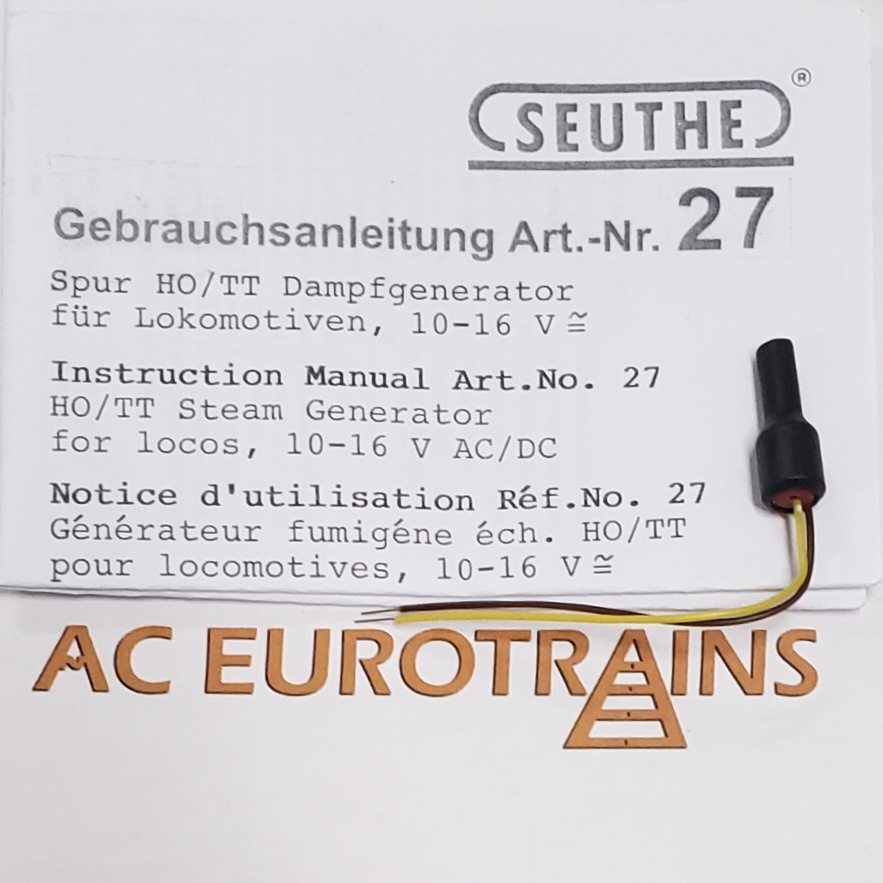 SEUTHE®
Gebrauchsanleitung Art.-Nr. 27
Spur HO/TT Dampfgenerator
für Lokomotiven, 10-16 V ≅
Instruction Manual Art.No. 27
HO/TT Steam Generator
for locos, 10-16 V AC/DC
Notice d'utilisation Réf.No. 27
Générateur fumigéne éch. HO/TT
pour locomotives, 10-16 V ≅
AC EUROTRAINS